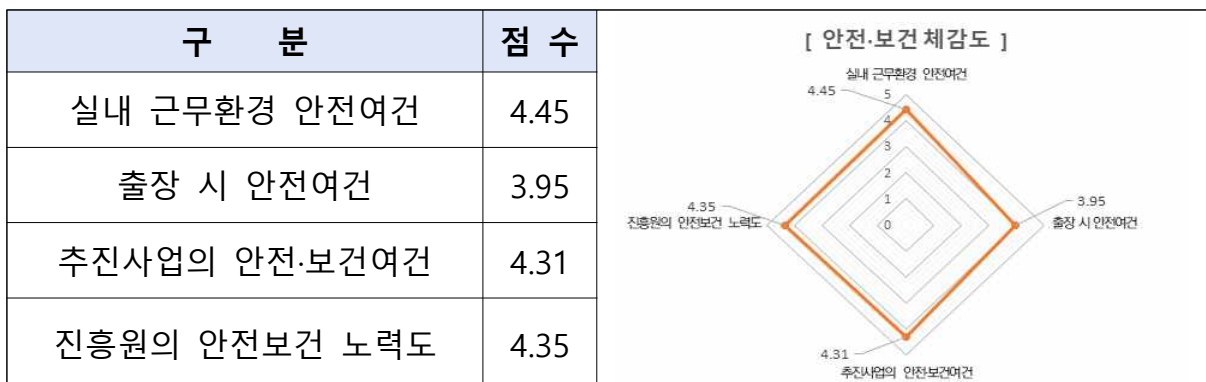 구 분 점 수
실내 근무환경 안전여건 4.45
출장 시 안전여건 3.95
추진사업의 안전·보건여건 4.31
진흥원의 안전보건 노력도 4.35
[ 안전·보건 체감도 ]
실내 근무환경 안전여건
4.45
5
4
3
2
1
0
3.95
출장 시 안전여건
4.35
진흥원의 안전보건 노력도
4.31
추진사업의 안전·보건여건